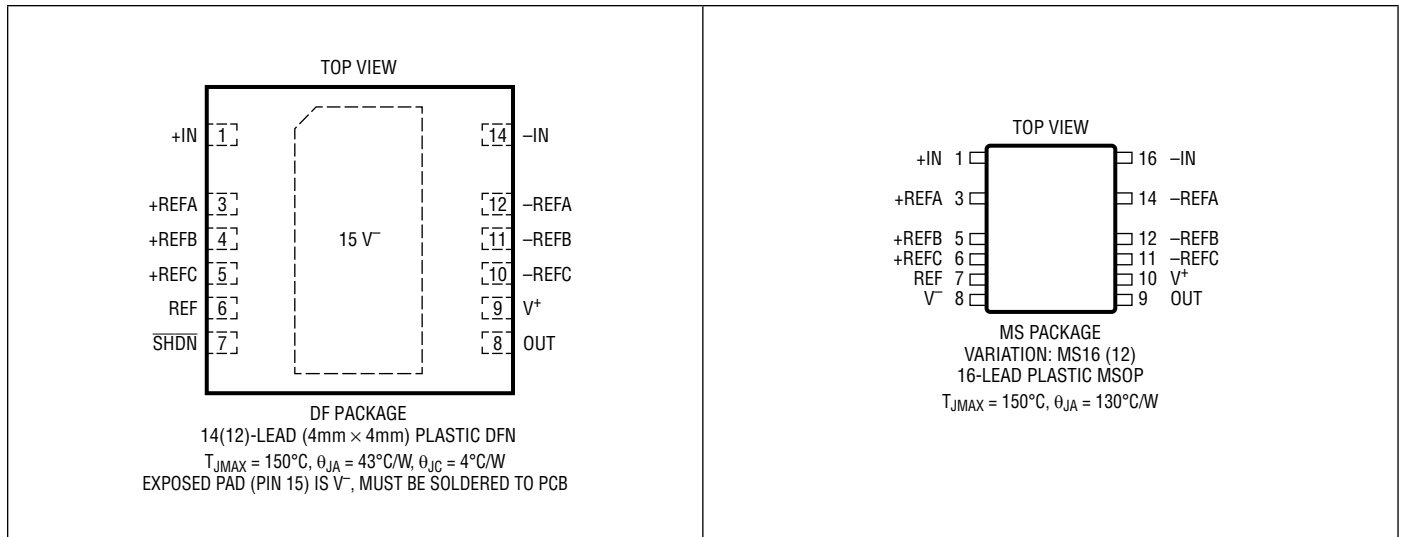 TOP VIEW
+IN 1
14 –IN
+REFA 3
12 –REFA
+REFB 4
15 V–
11 –REFB
+REFC 5
10 –REFC
REF 6
9 V+
SHDN 7
8 OUT
DF PACKAGE
14(12)-LEAD (4mm × 4mm) PLASTIC DFN
TJMAX = 150°C, θJA = 43°C/W, θJC = 4°C/W
EXPOSED PAD (PIN 15) IS V–, MUST BE SOLDERED TO PCB
TOP VIEW
+IN 1
16 –IN
+REFA 3
14 –REFA
+REFB 5
12 –REFB
+REFC 6
11 –REFC
REF 7
10 V+
V– 8
9 OUT
MS PACKAGE
VARIATION: MS16 (12)
16-LEAD PLASTIC MSOP
TJMAX = 150°C, θJA = 130°C/W